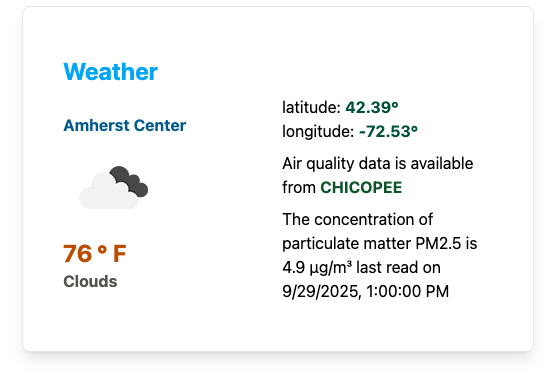 Weather
Amherst Center
76 ° F
Clouds
latitude: 42.39°
longitude: -72.53°
Air quality data is available
from CHICOPEE
The concentration of
particulate matter PM2.5 is
4.9 µg/m³ last read on
9/29/2025, 1:00:00 PM